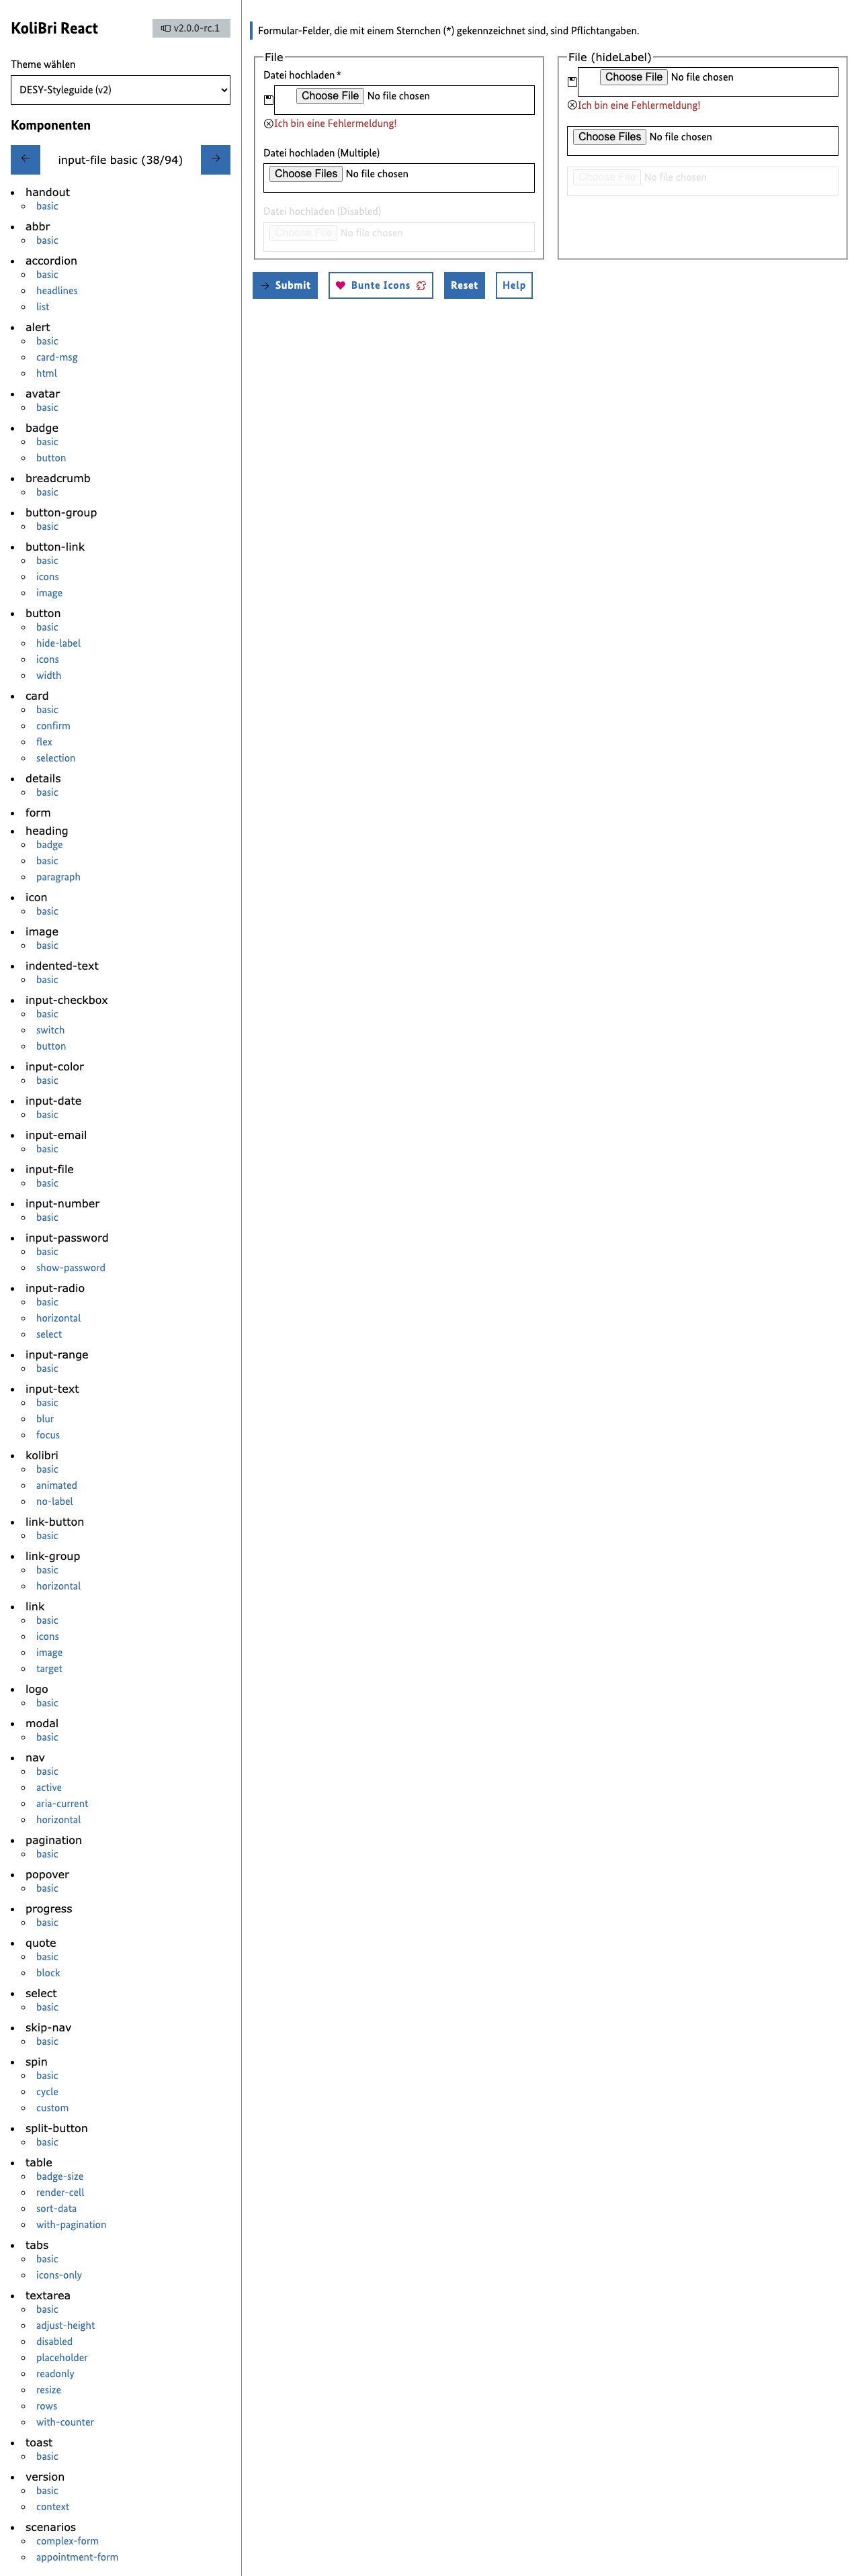 KoliBri React
v2.0.0-rc.1
Theme wählen
DESY-Styleguide (v2)
Komponenten
input-file basic (38/94)
handout
basic
abbr
basic
accordion
basic
headlines
list
alert
basic
card-msg
html
avatar
basic
badge
basic
button
breadcrumb
basic
button-group
basic
button-link
basic
icons
image
button
basic
hide-label
icons
width
card
basic
confirm
flex
selection
details
basic
form
heading
badge
basic
paragraph
icon
basic
image
basic
indented-text
basic
input-checkbox
basic
switch
button
input-color
basic
input-date
basic
input-email
basic
input-file
basic
input-number
basic
input-password
basic
show-password
input-radio
basic
horizontal
select
input-range
basic
input-text
basic
blur
focus
kolibri
basic
animated
no-label
link-button
basic
link-group
basic
horizontal
link
basic
icons
image
target
logo
basic
modal
basic
nav
basic
active
aria-current
horizontal
pagination
basic
popover
basic
progress
basic
quote
basic
block
select
basic
skip-nav
basic
spin
basic
cycle
custom
split-button
basic
table
badge-size
render-cell
sort-data
with-pagination
tabs
basic
icons-only
textarea
basic
adjust-height
disabled
placeholder
readonly
resize
rows
with-counter
toast
basic
version
basic
context
scenarios
complex-form
appointment-form
Formular-Felder, die mit einem Sternchen (*) gekennzeichnet sind, sind Pflichtangaben.
File
Datei hochladen *
Choose File No file chosen
Ich bin eine Fehlermeldung!
Datei hochladen (Multiple)
Choose Files No file chosen
Datei hochladen (Disabled)
Choose File No file chosen
File (hideLabel)
Choose File No file chosen
Ich bin eine Fehlermeldung!
Choose Files No file chosen
Choose File No file chosen
Submit
Bunte Icons
Reset
Help